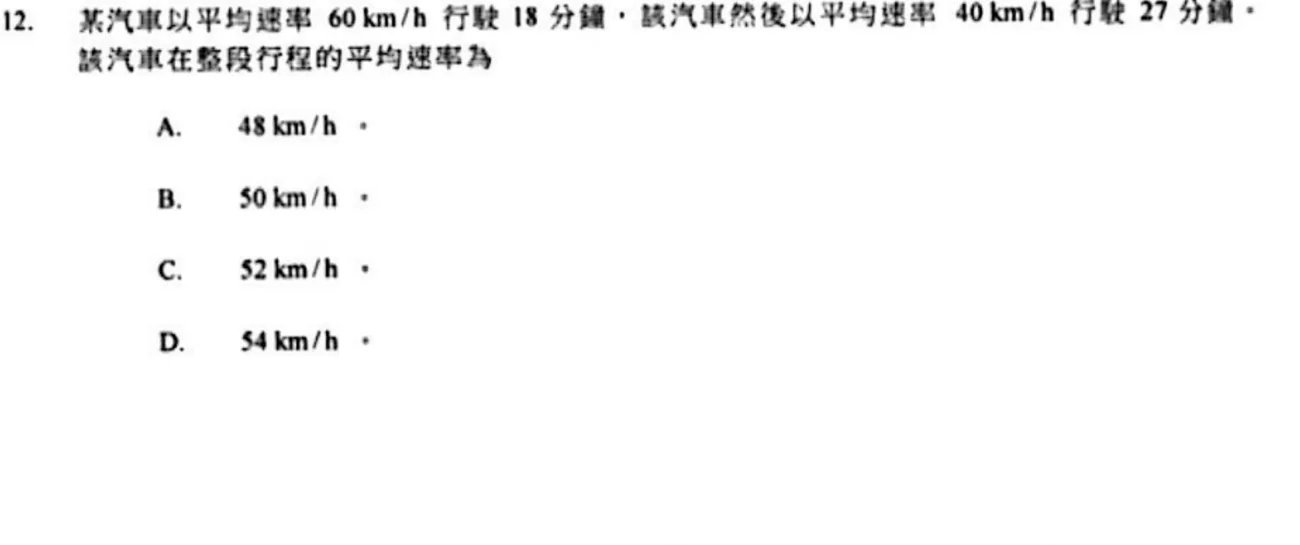 12. 某汽車以平均速率 60 km/h 行駛 18 分鐘，該汽車然後以平均速率 40 km/h 行駛 27 分鐘。
該汽車在整段行程的平均速率為
A. 48 km/h 。
B. 50 km/h 。
C. 52 km/h 。
D. 54 km/h 。